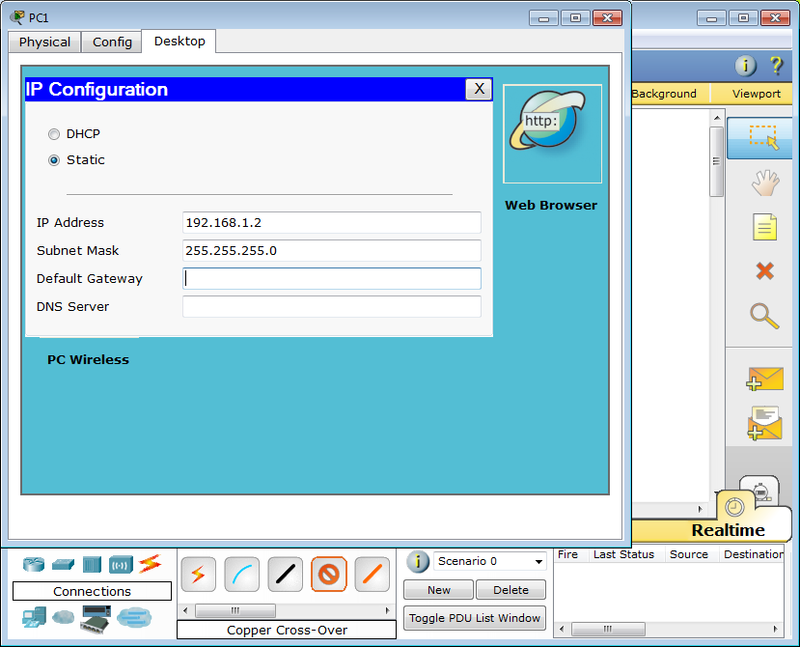 PC1
Physical
Config
Desktop
IP Configuration
X
http:
DHCP
Static
Web Browser
IP Address
192.168.1.2
Subnet Mask
255.255.255.0
Default Gateway
DNS Server
PC Wireless
i
?
Background
Viewport
Realtime
Connections
Copper Cross-Over
i
Scenario 0
New
Delete
Toggle PDU List Window
Fire
Last Status
Source
Destination